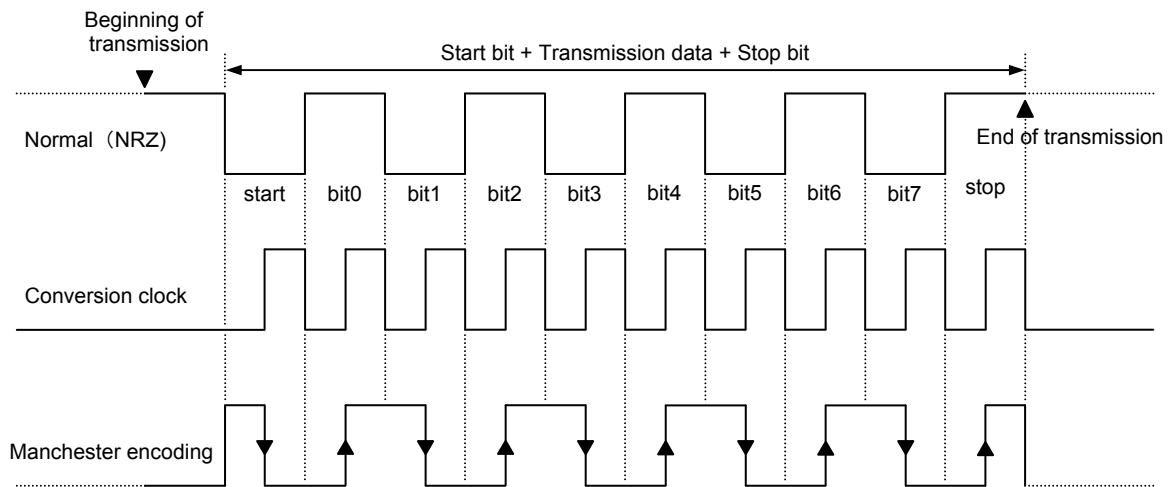 Beginning of
transmission
Start bit + Transmission data + Stop bit
Normal（NRZ)
End of transmission
start bit0 bit1 bit2 bit3 bit4 bit5 bit6 bit7 stop
Conversion clock
Manchester encoding